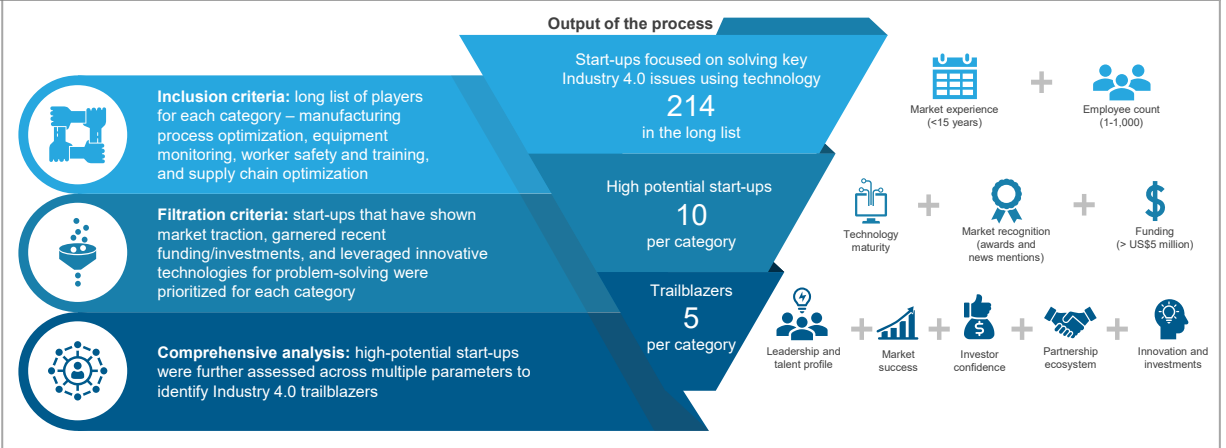 Output of the process
Start-ups focused on solving key
Industry 4.0 issues using technology
214
in the long list
Inclusion criteria: long list of players
for each category – manufacturing
process optimization, equipment
monitoring, worker safety and training,
and supply chain optimization
Market experience
(<15 years)
+
Employee count
(1-1,000)
High potential start-ups
10
per category
Filtration criteria: start-ups that have shown
market traction, garnered recent
funding/investments, and leveraged innovative
technologies for problem-solving were
prioritized for each category
Technology
maturity
+
Market recognition
(awards and
news mentions)
+
$
Funding
(> US$5 million)
Trailblazers
5
per category
Comprehensive analysis: high-potential start-ups
were further assessed across multiple parameters to
identify Industry 4.0 trailblazers
Leadership and
talent profile
+
Market
success
+
$
Investor
confidence
+
Partnership
ecosystem
+
Innovation and
investments